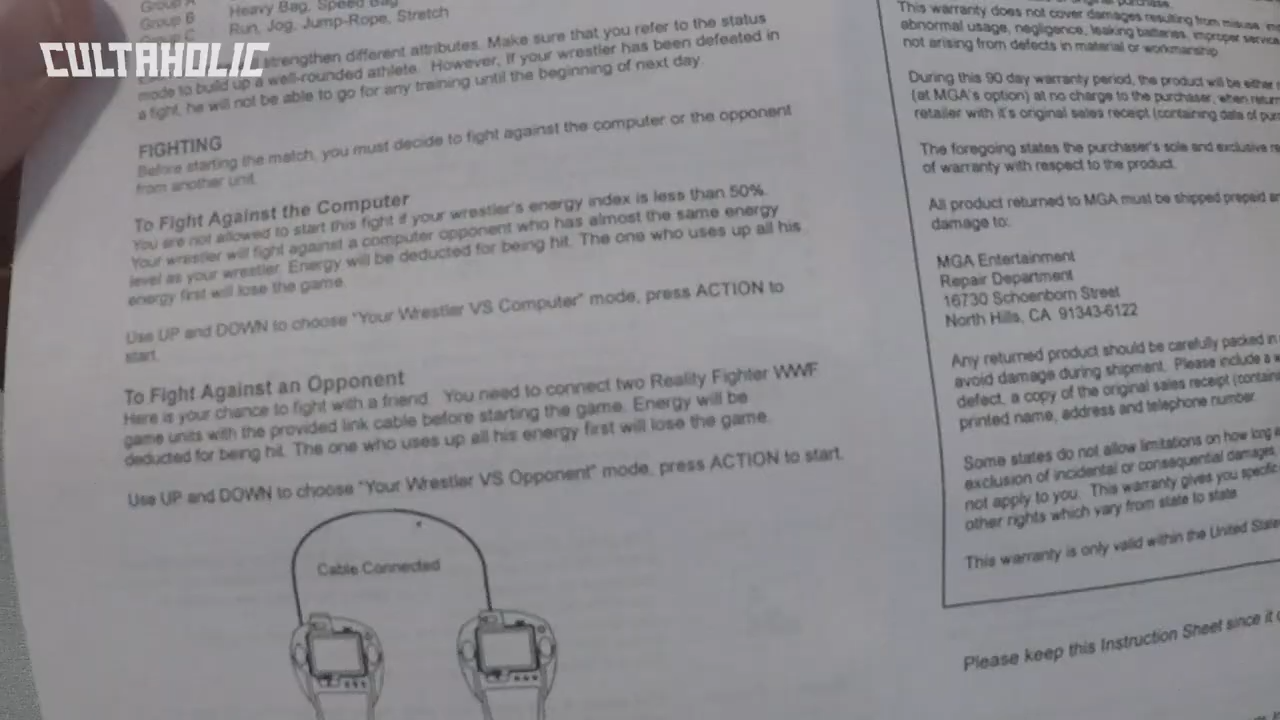 CULTAHOLIC
Group A
Group B Heavy Bag, Speed Bag
Group C Run, Jog, Jump-Rope, Stretch
strengthen different attributes. Make sure that you refer to the status
mode to build up a well-rounded athlete. However, if your wrestler has been defeated in
a fight, he will not be able to go for any training until the beginning of next day.
FIGHTING
Before starting the match, you must decide to fight against the computer or the opponent
from another unit.
To Fight Against the Computer
You are not allowed to start this fight if your wrestler's energy index is less than 50%.
Your wrestler will fight against a computer opponent who has almost the same energy
level as your wrestler. Energy will be deducted for being hit. The one who uses up all his
energy first will lose the game.
Use UP and DOWN to choose "Your Wrestler VS Computer" mode, press ACTION to
start.
To Fight Against an Opponent
Here is your chance to fight with a friend. You need to connect two Reality Fighter WWF
game units with the provided link cable before starting the game. Energy will be
deducted for being hit. The one who uses up all his energy first will lose the game.
Use UP and DOWN to choose "Your Wrestler VS Opponent" mode, press ACTION to start.
Cable Connected
This warranty does not cover damages resulting from misuse,
abnormal usage, negligence, leaking batteries, improper service
not arising from defects in material or workmanship.
During this 90 day warranty period, the product will be either
(at MGA's option) at no charge to the purchaser, when
retailer with it's original sales receipt (containing data of
The foregoing states the purchaser's sole and exclusive
of warranty with respect to the product.
All product returned to MGA must be shipped prepaid
damage to:
MGA Entertainment
Repair Department
16730 Schoenborn Street
North Hills, CA 91343-6122
Any returned product should be carefully packed in
avoid damage during shipment. Please include a
defect, a copy of the original sales receipt
printed name, address and telephone number.
Some states do not allow limitations on how long
exclusion of incidental or consequential damages,
not apply to you. This warranty gives you specific
other rights which vary from state to state
This warranty is only valid within the United
Please keep this Instruction Sheet since it